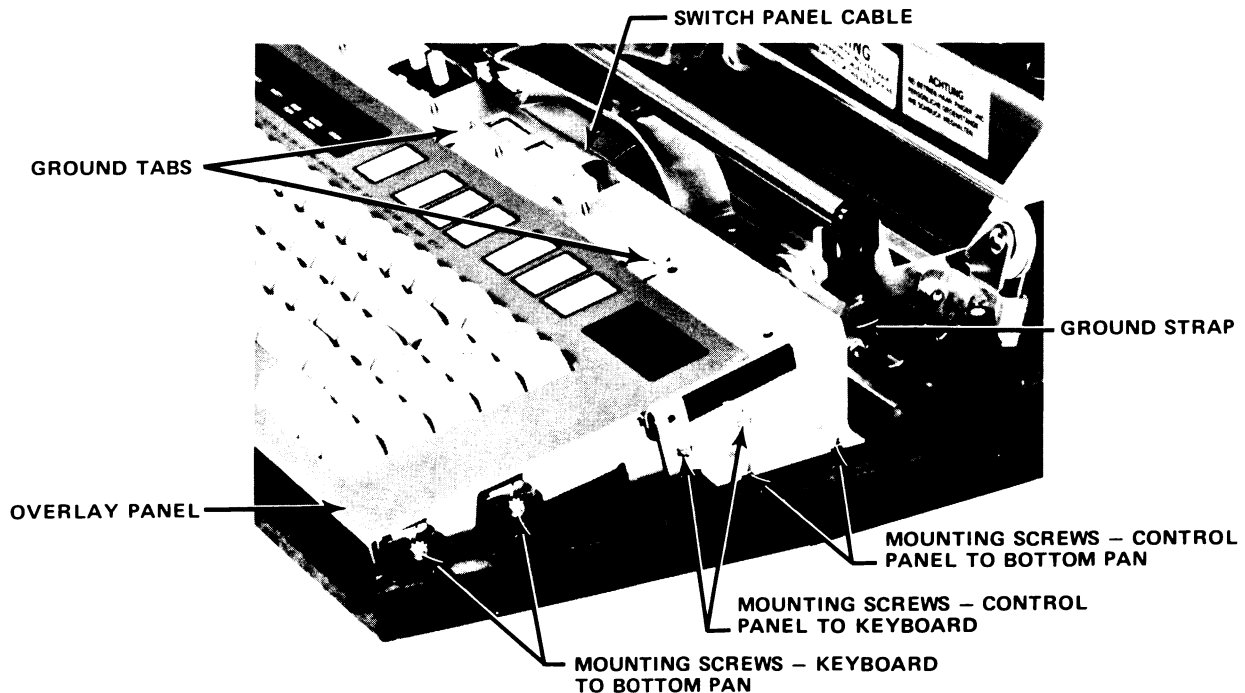 SWITCH PANEL CABLE
ACHTUNG
GROUND TABS
GROUND STRAP
OVERLAY PANEL
MOUNTING SCREWS – CONTROL
PANEL TO BOTTOM PAN
MOUNTING SCREWS – CONTROL
PANEL TO KEYBOARD
MOUNTING SCREWS – KEYBOARD
TO BOTTOM PAN